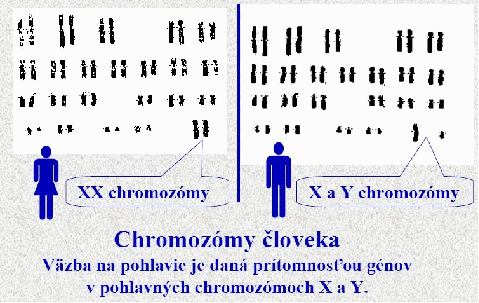 XX chromozómy
X a Y chromozómy
Chromozómy človeka
Väzba na pohlavie je daná prítomnosťou génov
v pohlavných chromozómoch X a Y.